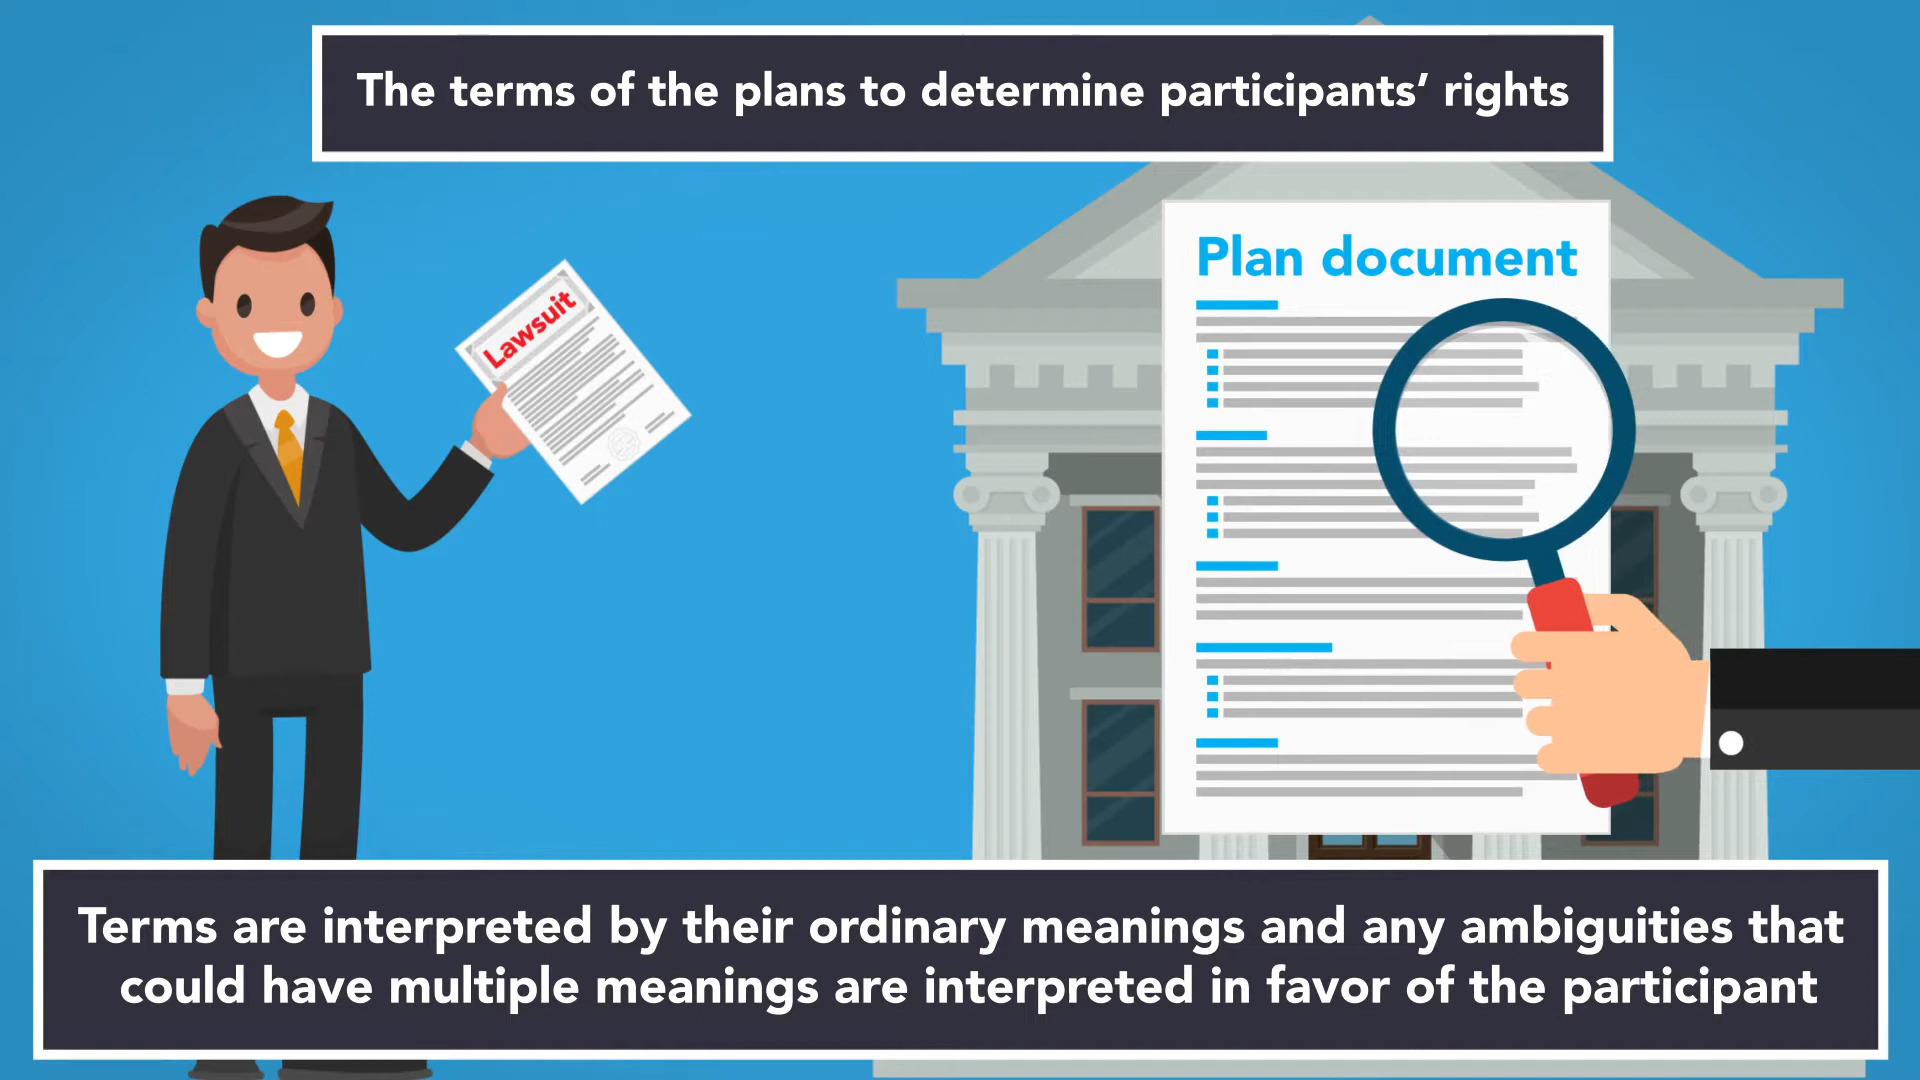 The terms of the plans to determine participants’ rights
Lawsuit
Plan document
Terms are interpreted by their ordinary meanings and any ambiguities that
could have multiple meanings are interpreted in favor of the participant